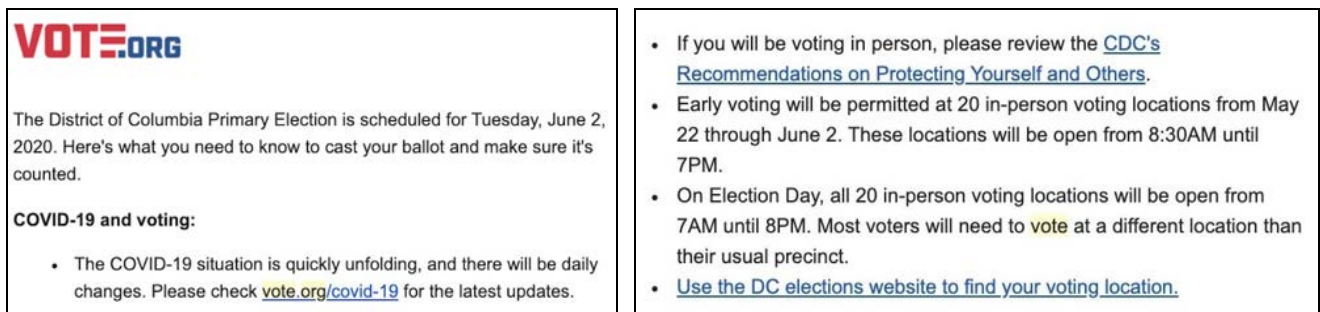 VOTE.ORG
The District of Columbia Primary Election is scheduled for Tuesday, June 2,
2020. Here's what you need to know to cast your ballot and make sure it's
counted.
COVID-19 and voting:
• The COVID-19 situation is quickly unfolding, and there will be daily
changes. Please check vote.org/covid-19 for the latest updates.
• If you will be voting in person, please review the CDC's
Recommendations on Protecting Yourself and Others.
• Early voting will be permitted at 20 in-person voting locations from May
22 through June 2. These locations will be open from 8:30AM until
7PM.
• On Election Day, all 20 in-person voting locations will be open from
7AM until 8PM. Most voters will need to vote at a different location than
their usual precinct.
• Use the DC elections website to find your voting location.